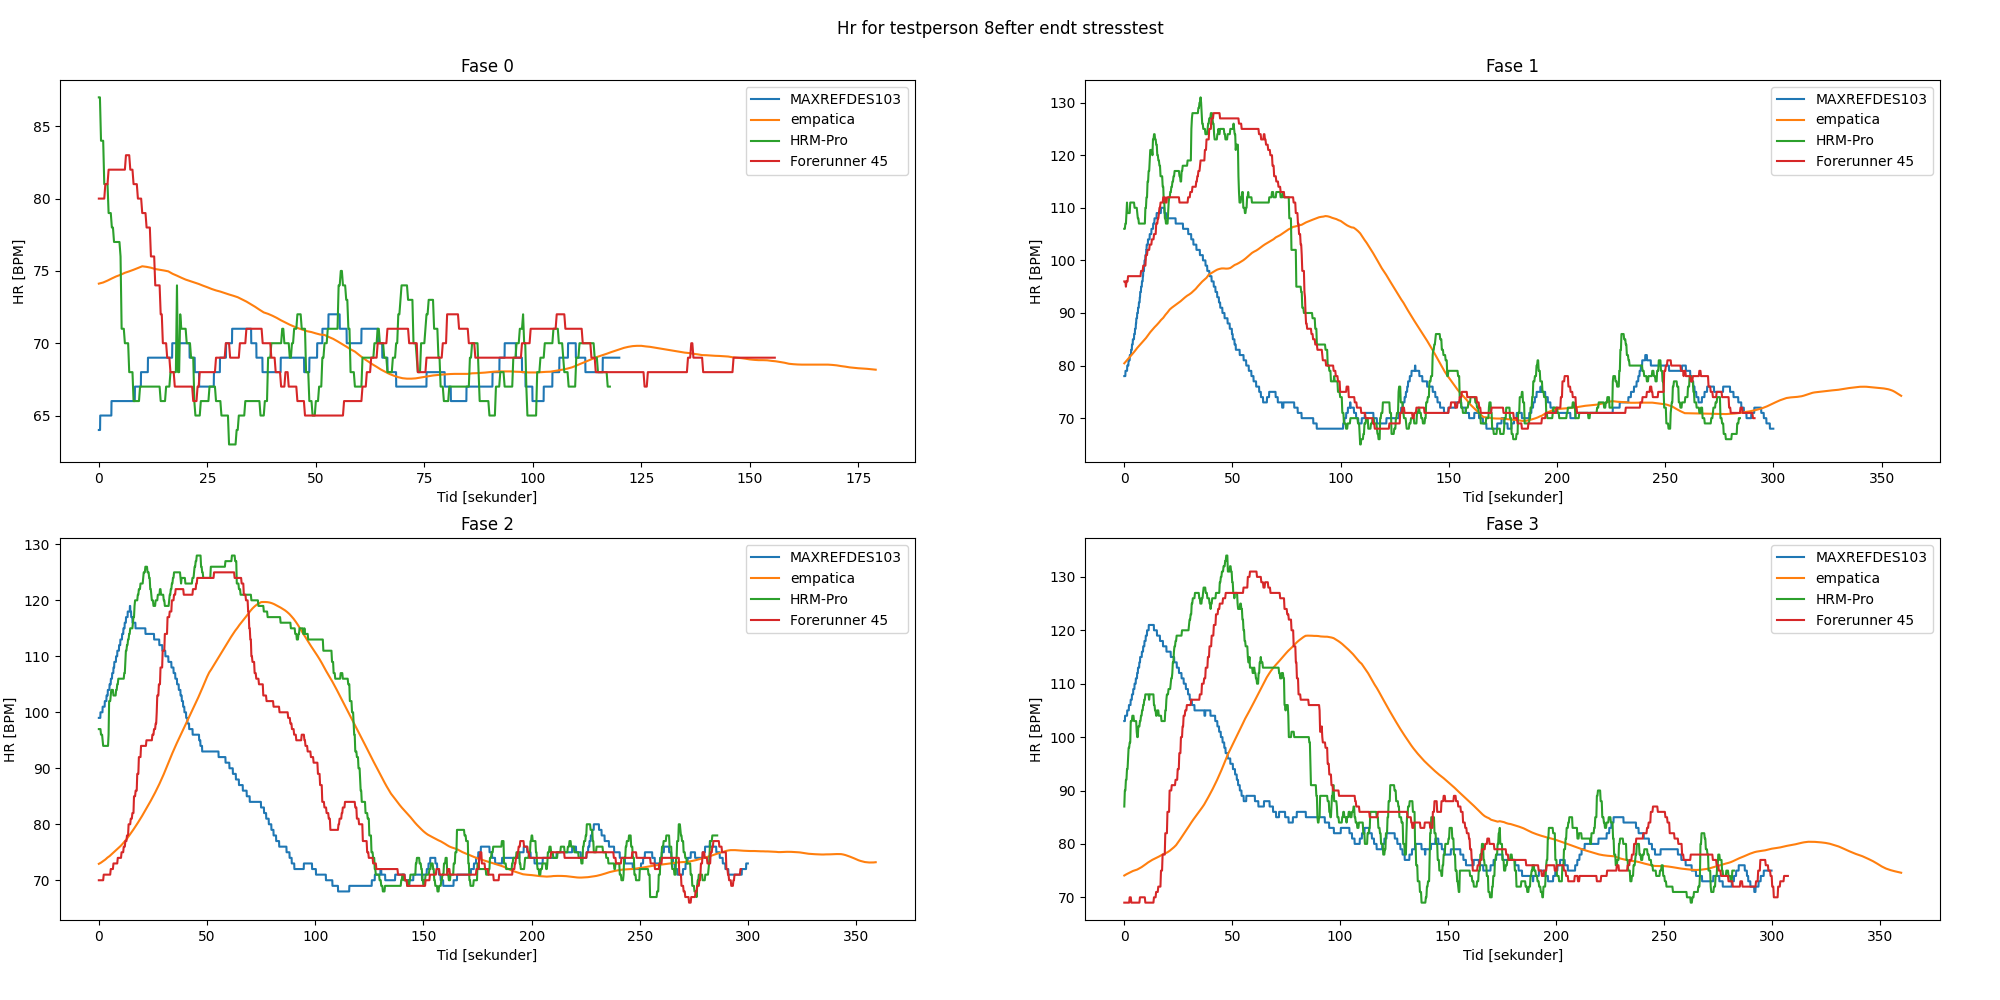 Hr for testperson 8efter endt stresstest
Fase 0
HR [BPM]
85
80
75
70
65
0 25 50 75 100 125 150 175
Tid [sekunder]
MAXREFDES103
empatica
HRM-Pro
Forerunner 45
Fase 1
HR [BPM]
130
120
110
100
90
80
70
0 50 100 150 200 250 300 350
Tid [sekunder]
MAXREFDES103
empatica
HRM-Pro
Forerunner 45
Fase 2
HR [BPM]
130
120
110
100
90
80
70
0 50 100 150 200 250 300 350
Tid [sekunder]
MAXREFDES103
empatica
HRM-Pro
Forerunner 45
Fase 3
HR [BPM]
130
120
110
100
90
80
70
0 50 100 150 200 250 300 350
Tid [sekunder]
MAXREFDES103
empatica
HRM-Pro
Forerunner 45